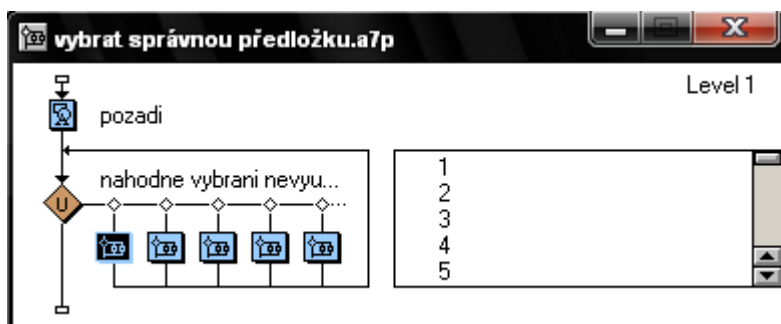 vybrat správnou předložku.a7p
Level 1
pozadi
nahodne vybrani nevyu...
U
1
2
3
4
5